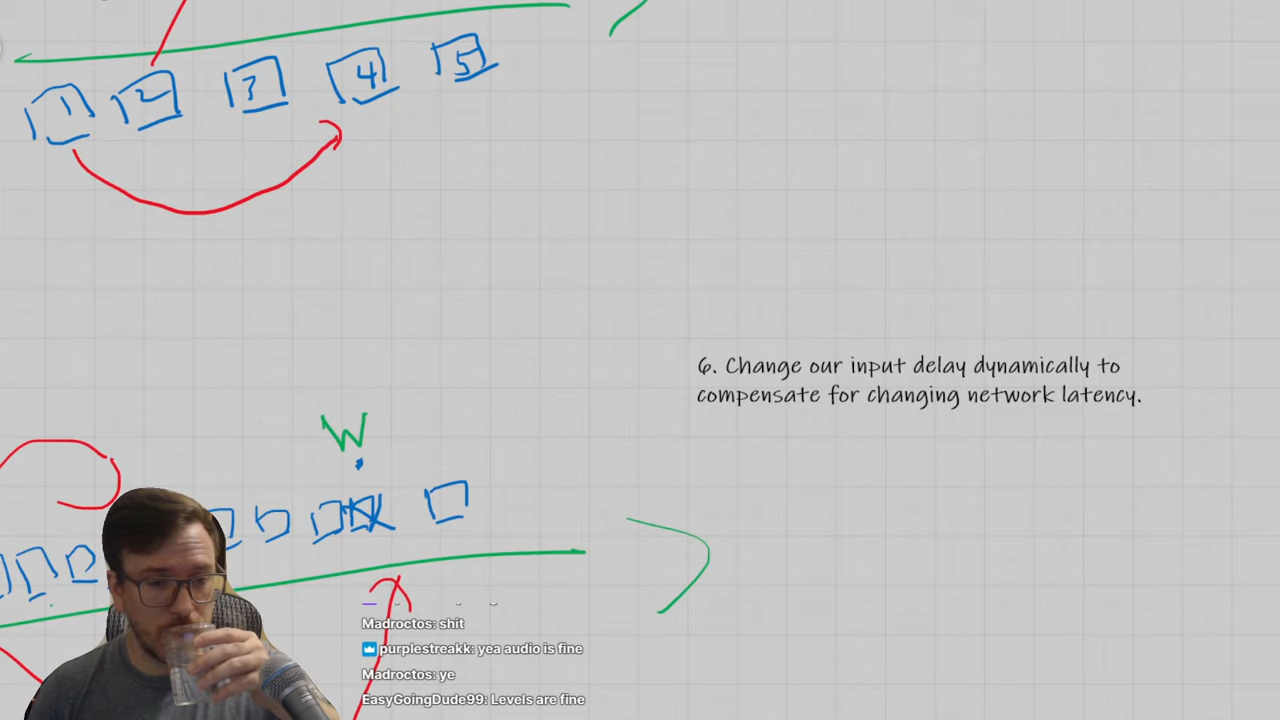 1 2 3 4 5
6. Change our input delay dynamically to
compensate for changing network latency.
W
Madroctos: shit
purplestreakk: yea audio is fine
Madroctos: ye
EasyGoingDude99: Levels are fine